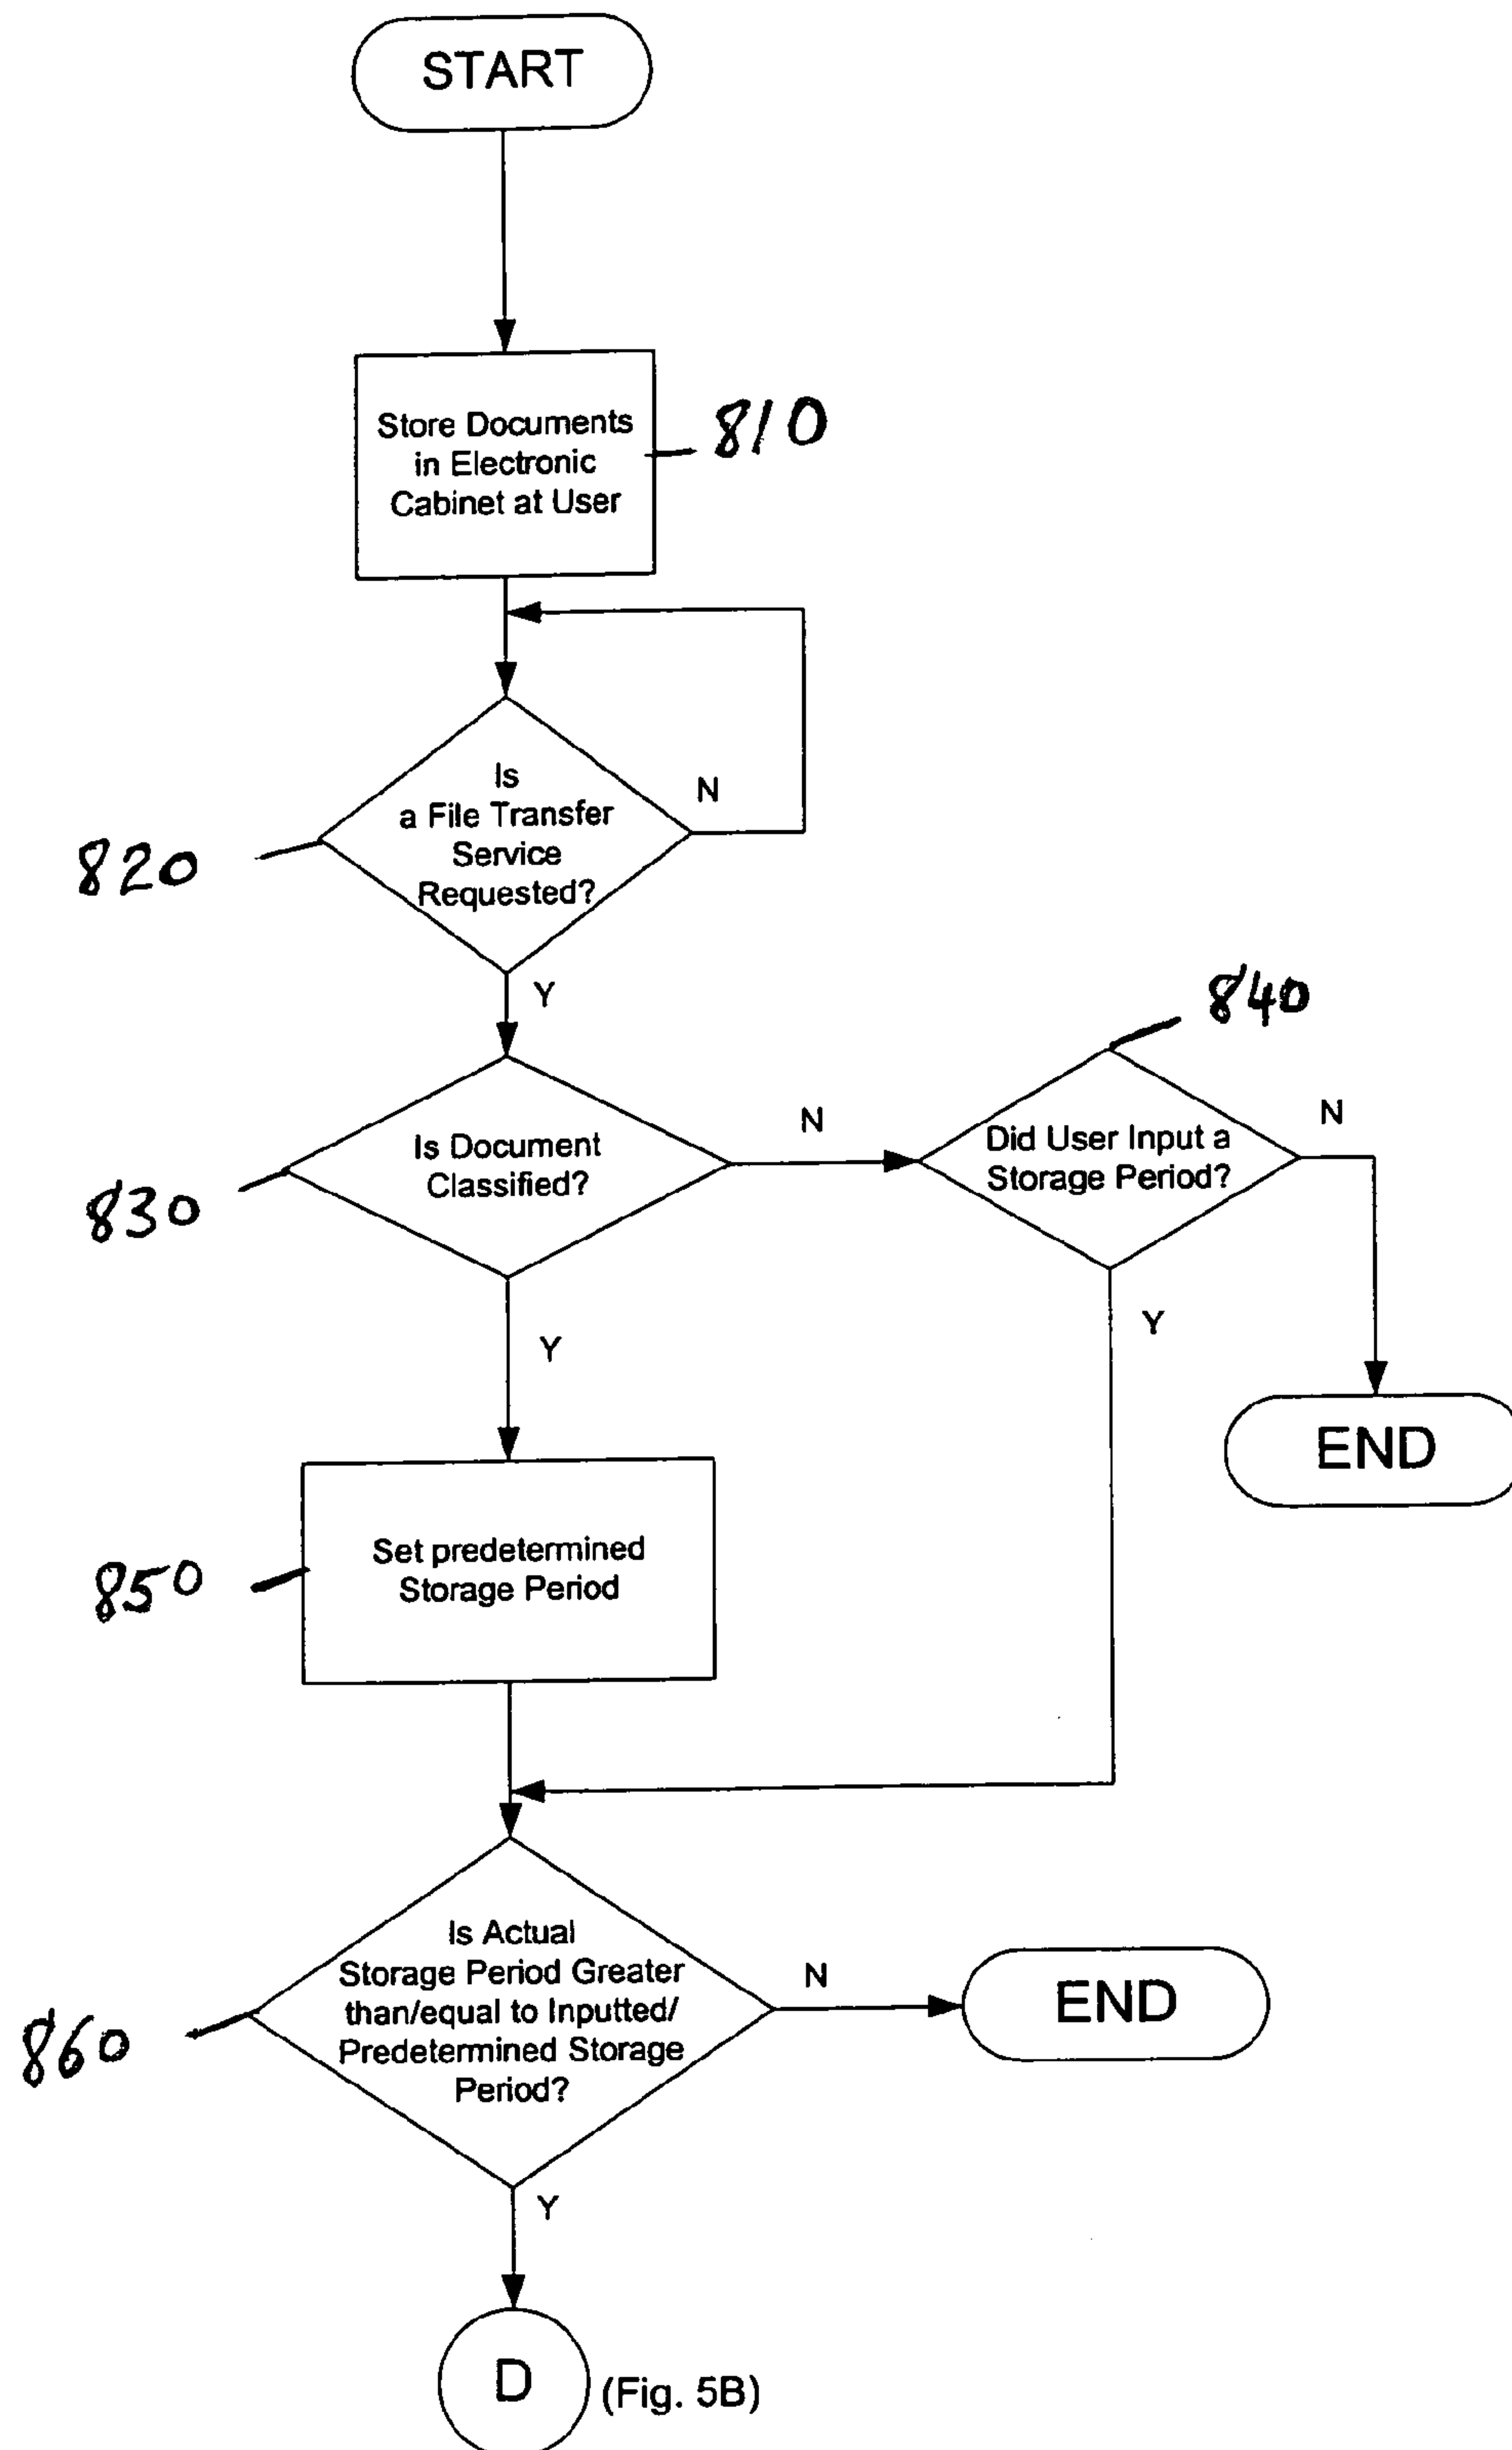 START
Store Documents
in Electronic
Cabinet at User
810
Is
a File Transfer
Service
Requested?
N
820
Y
840
Is Document
Classified?
N
Did User Input a
Storage Period?
N
830
Y
Y
END
Set predetermined
Storage Period
850
Is Actual
Storage Period Greater
than/equal to Inputted/
Predetermined Storage
Period?
N
END
860
Y
D
(Fig. 5B)